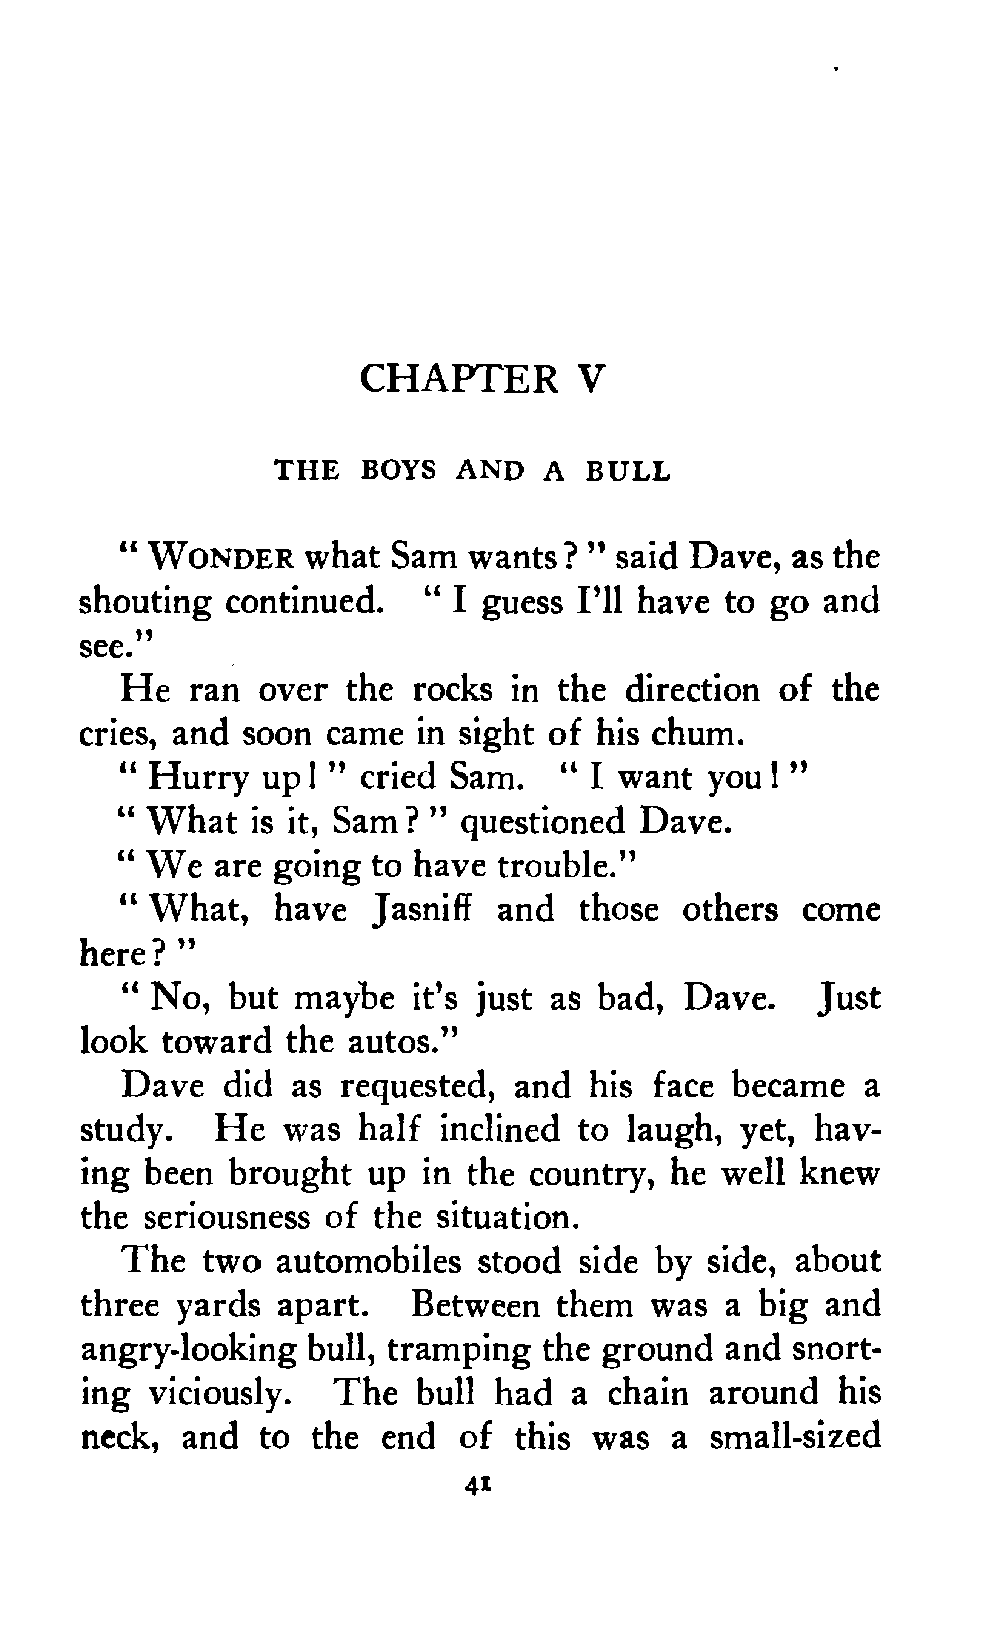 CHAPTER V
THE BOYS AND A BULL
" WONDER what Sam wants ? " said Dave, as the
shouting continued. " I guess I'll have to go and
see."
He ran over the rocks in the direction of the
cries, and soon came in sight of his chum.
" Hurry up ! " cried Sam. " I want you ! "
" What is it, Sam ? " questioned Dave.
" We are going to have trouble."
" What, have Jasniff and those others come
here ? "
" No, but maybe it's just as bad, Dave. Just
look toward the autos."
Dave did as requested, and his face became a
study. He was half inclined to laugh, yet, hav-
ing been brought up in the country, he well knew
the seriousness of the situation.
The two automobiles stood side by side, about
three yards apart. Between them was a big and
angry-looking bull, tramping the ground and snort-
ing viciously. The bull had a chain around his
neck, and to the end of this was a small-sized
41